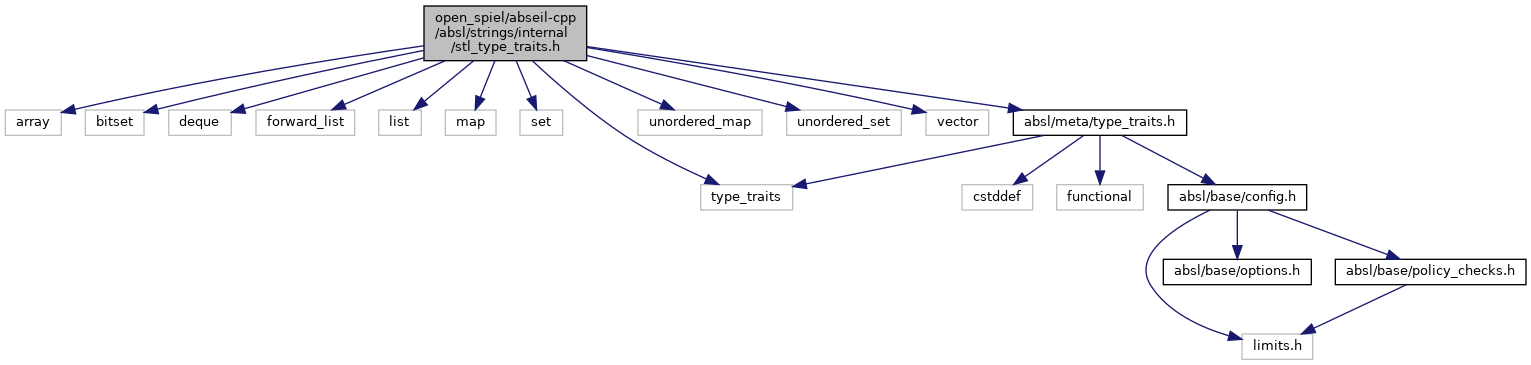 open_spiel/abseil-cpp
/absl/strings/internal
/stl_type_traits.h
array
bitset
deque
forward_list
list
map
set
unordered_map
unordered_set
vector
absl/meta/type_traits.h
type_traits
cstddef
functional
absl/base/config.h
absl/base/options.h
absl/base/policy_checks.h
limits.h